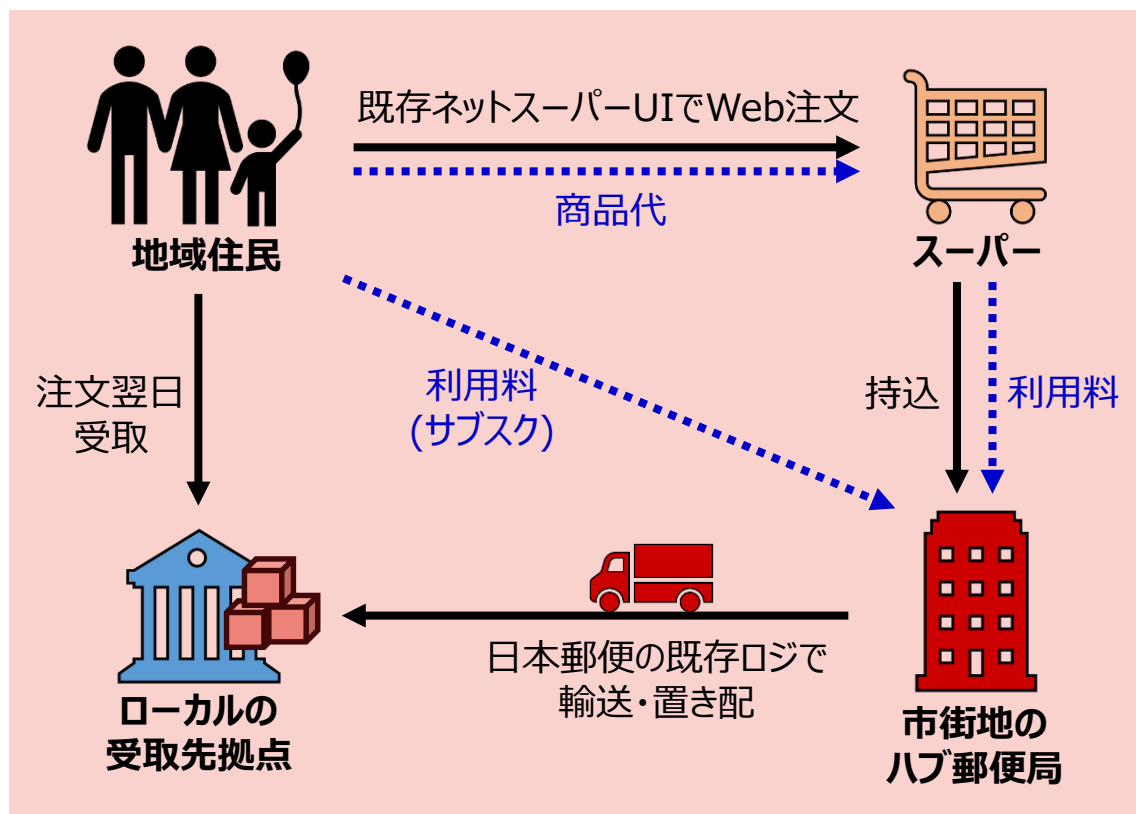 既存ネットスーパーUIでWeb注文
商品代
地域住民
スーパー
注文翌日
受取
利用料
(サブスク)
持込
利用料
日本郵便の既存ロジで
輸送・置き配
ローカルの
受取先拠点
市街地の
ハブ郵便局